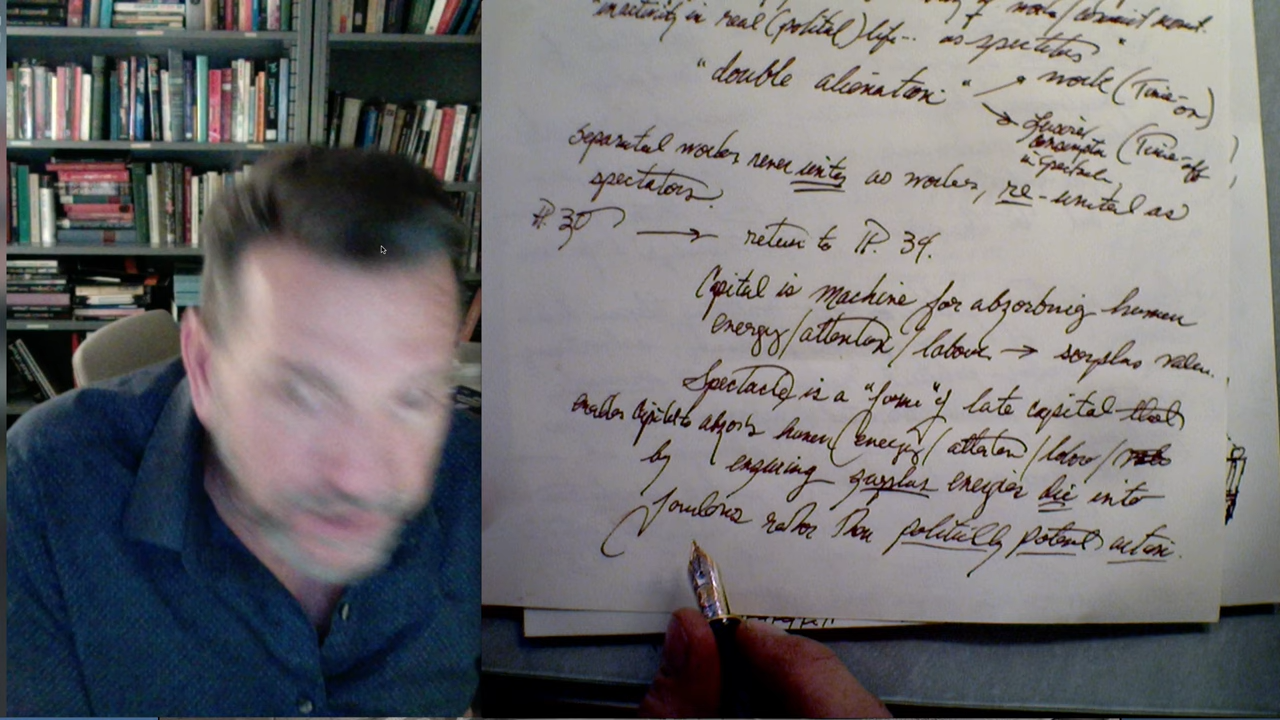 "inactivity in real (political) life... as spectators"
"double alienation" → work (Time-on)
→ Leisure/consumption in spectacle (Time-off
Separated workers never unite as workers, re-united as
spectators.
P. 30 → return to P. 34.
Capital is machine for absorbing human
energy/attention/labour → surplus value.
Spectacle is a "form" of late capital that
enables capital to absorb human energy/attention/labour/
by ensuring surplus energies die into
rather than politically potent action.